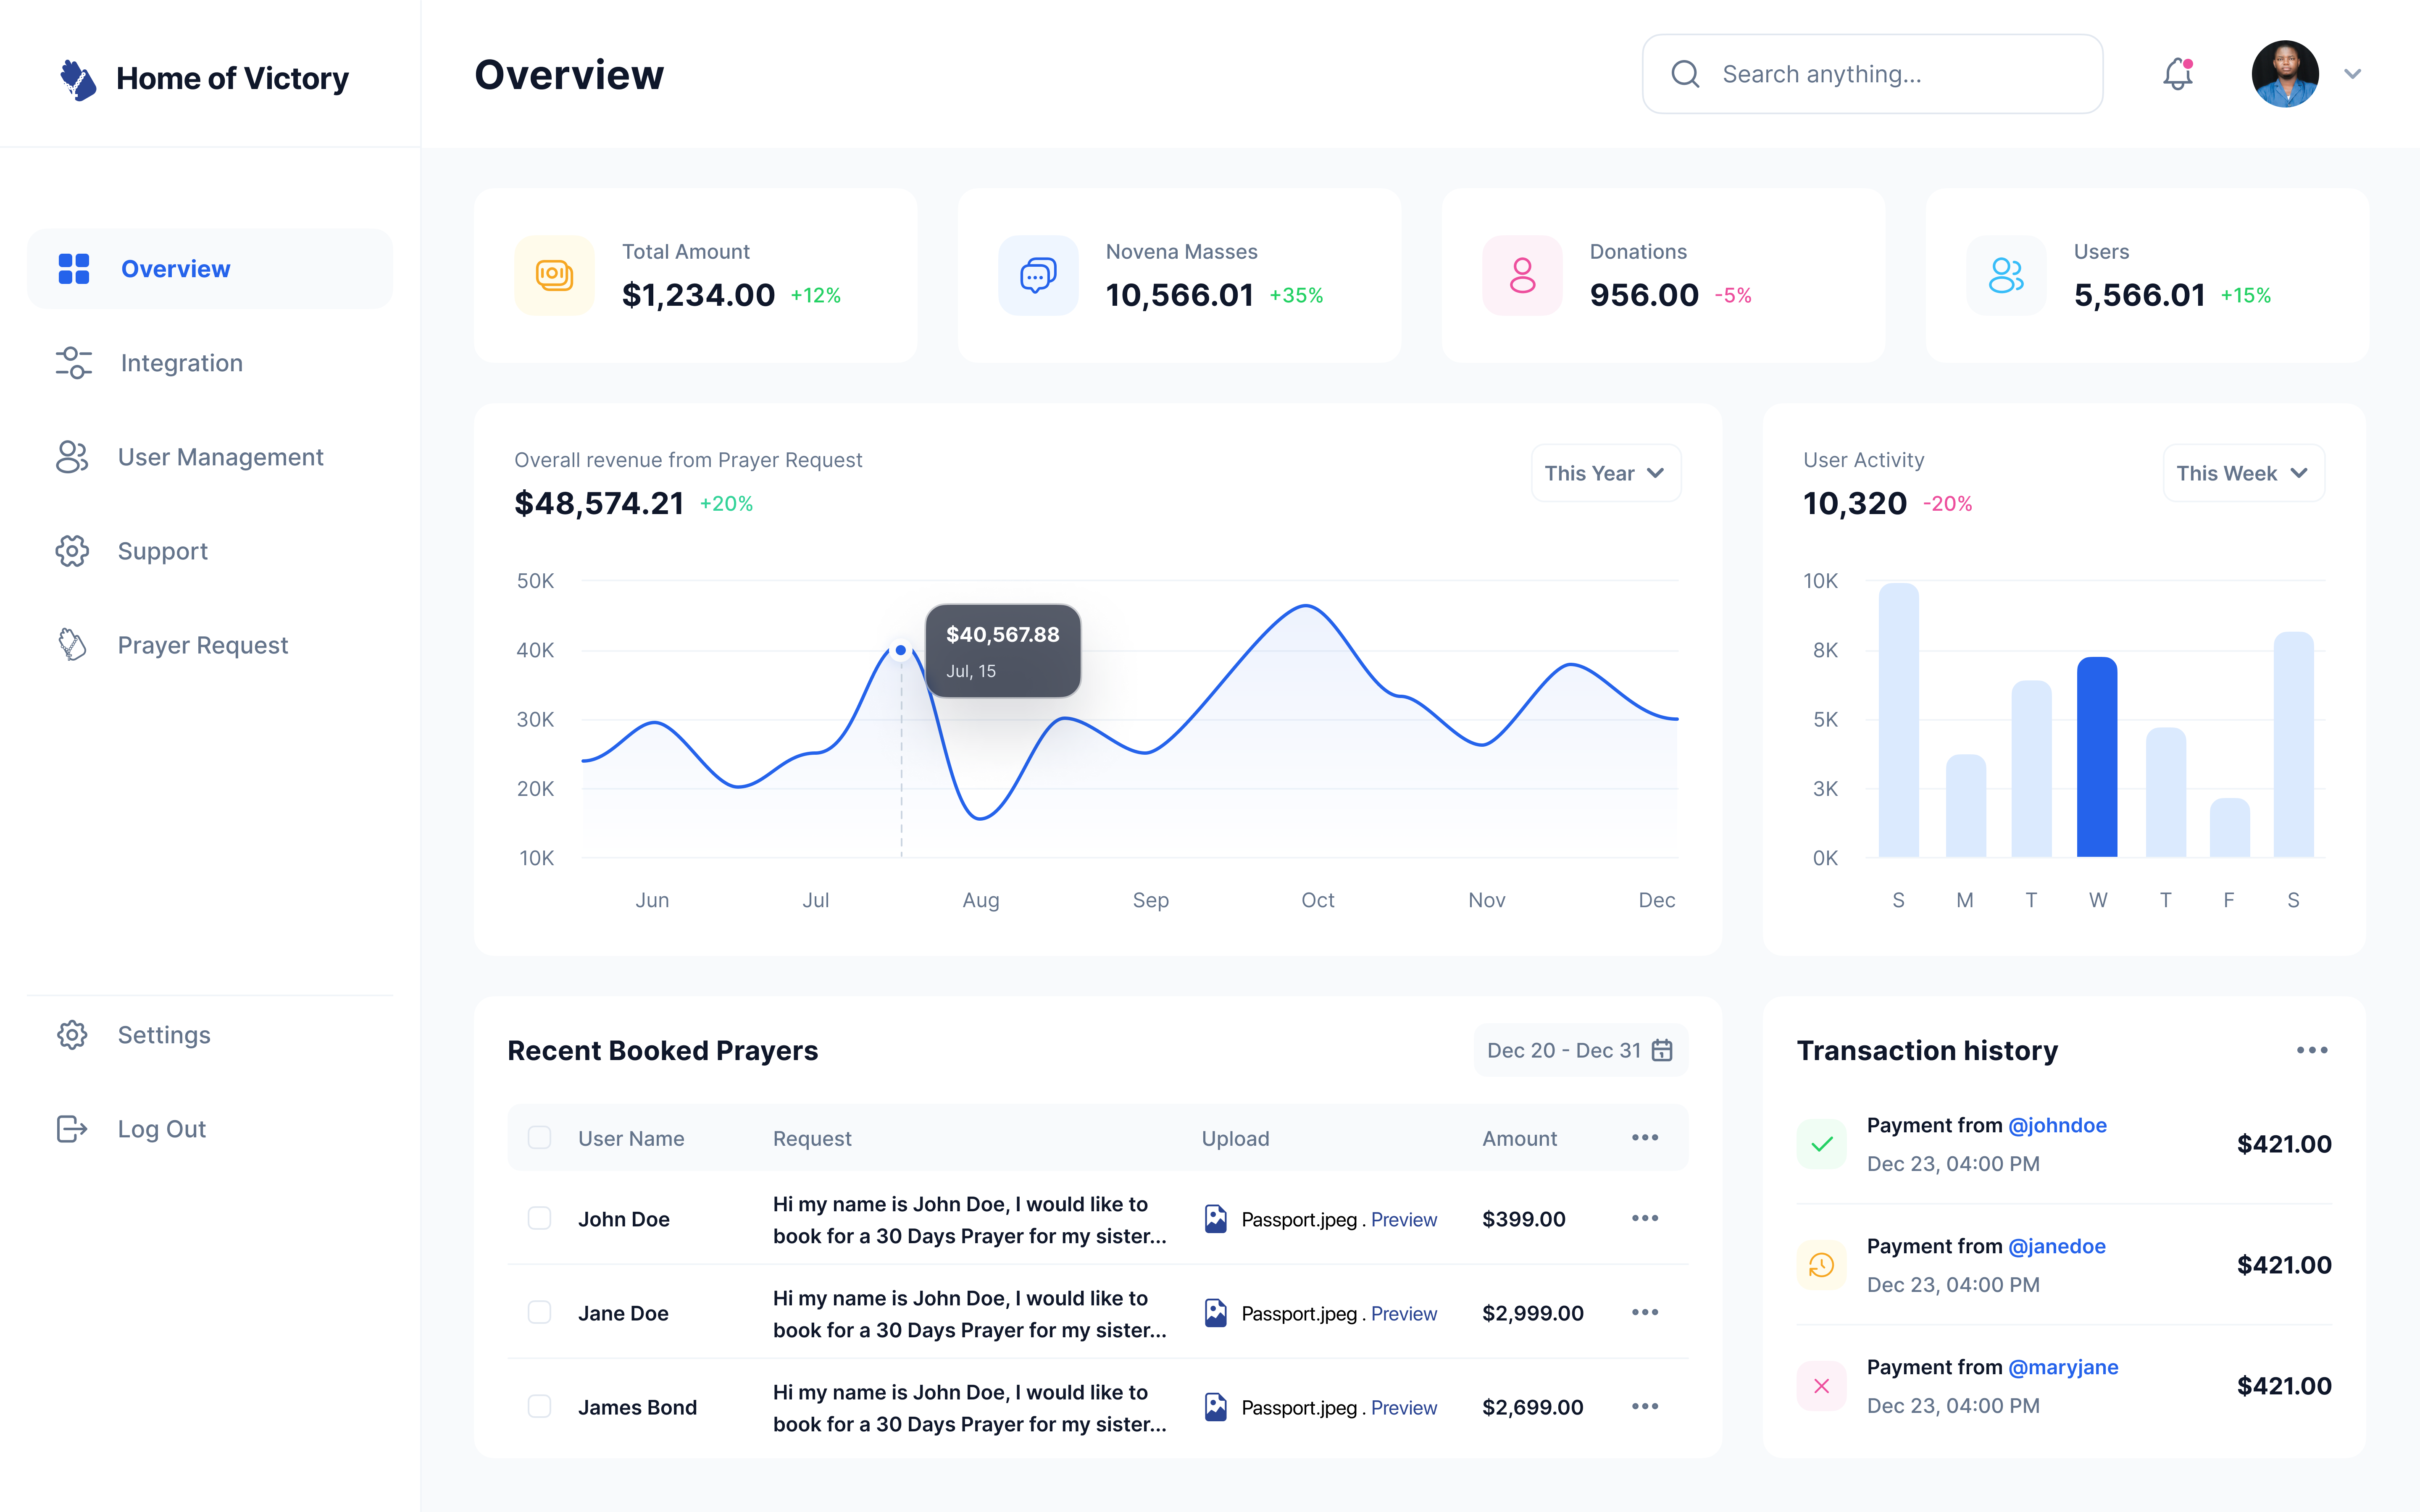 Home of Victory
Overview
Search anything...
Overview
Integration
User Management
Support
Prayer Request
Settings
Log Out
Total Amount
$1,234.00 +12%
Novena Masses
10,566.01 +35%
Donations
956.00 -5%
Users
5,566.01 +15%
Overall revenue from Prayer Request
$48,574.21 +20%
This Year
50K
40K
30K
20K
10K
$40,567.88
Jul, 15
Jun Jul Aug Sep Oct Nov Dec
User Activity
10,320 -20%
This Week
10K
8K
5K
3K
0K
S M T W T F S
Recent Booked Prayers
Dec 20 - Dec 31
User Name Request Upload Amount
John Doe
Hi my name is John Doe, I would like to
book for a 30 Days Prayer for my sister...
Passport.jpeg . Preview
$399.00
Jane Doe
Hi my name is John Doe, I would like to
book for a 30 Days Prayer for my sister...
Passport.jpeg . Preview
$2,999.00
James Bond
Hi my name is John Doe, I would like to
book for a 30 Days Prayer for my sister...
Passport.jpeg . Preview
$2,699.00
Transaction history
Payment from @johndoe
Dec 23, 04:00 PM
$421.00
Payment from @janedoe
Dec 23, 04:00 PM
$421.00
Payment from @maryjane
Dec 23, 04:00 PM
$421.00